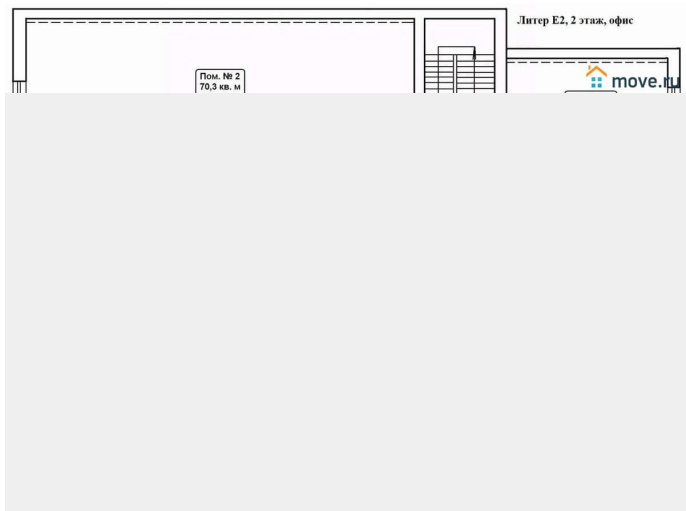 Литер Е2, 2 этаж, офис
move.ru
Пом. № 2
70,3 кв. м